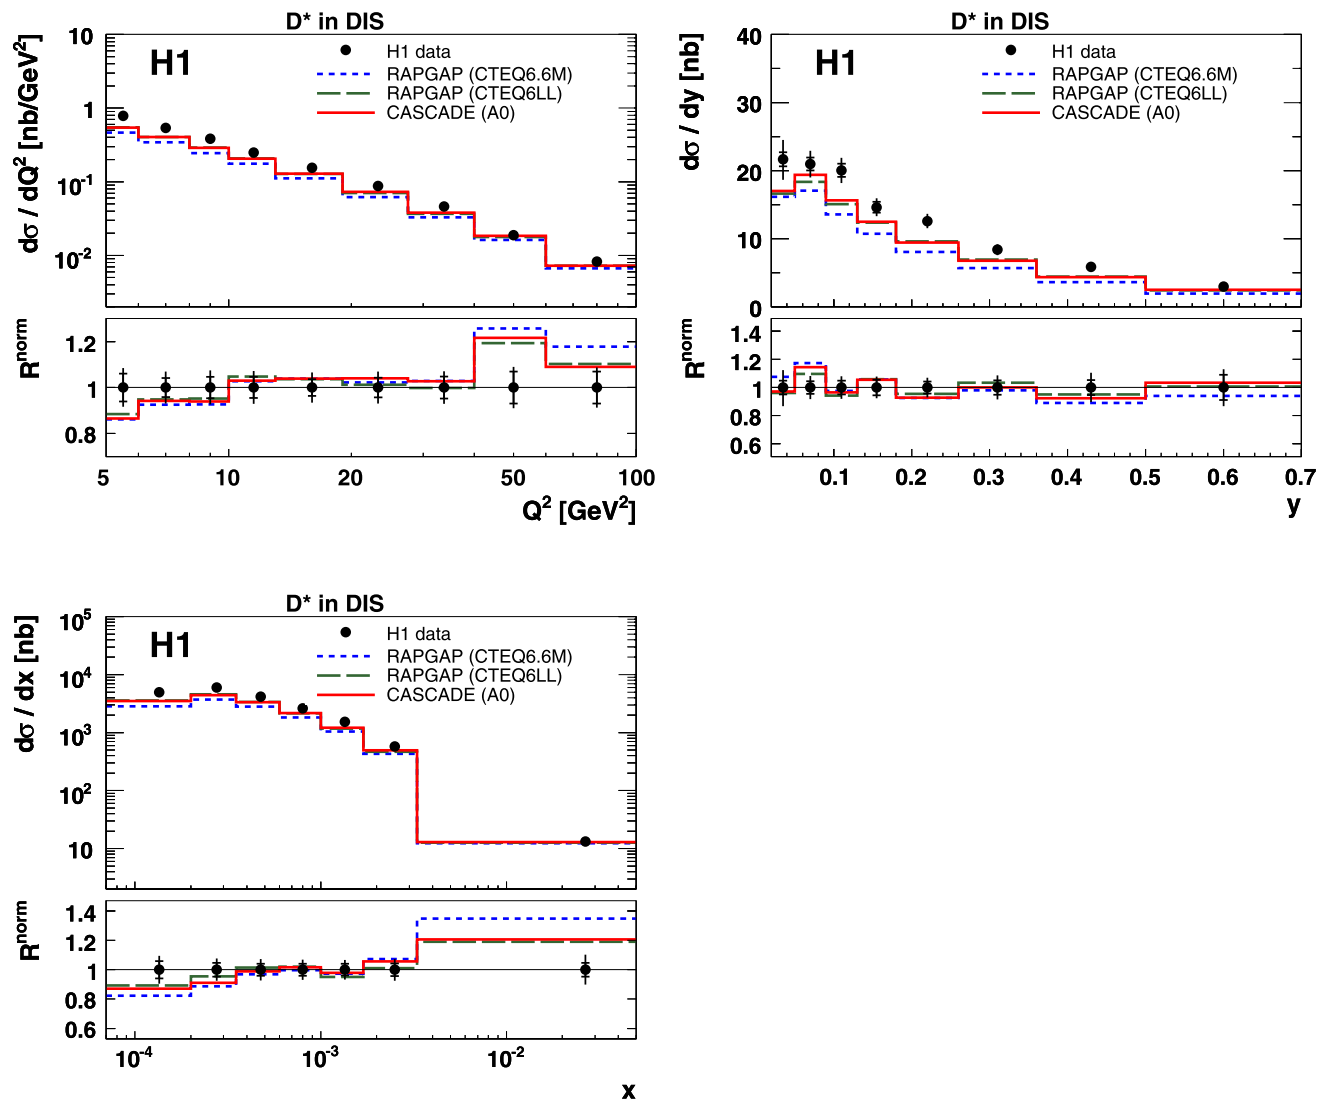 D* in DIS
dσ / dQ² [nb/GeV²]
10
1
10⁻¹
10⁻²
H1
H1 data
RAPGAP (CTEQ6.6M)
RAPGAP (CTEQ6LL)
CASCADE (A0)
Rⁿᵒʳᵐ
1.2
1
0.8
5 10 20 50 100
Q² [GeV²]
D* in DIS
dσ / dy [nb]
40
30
20
10
0
H1
H1 data
RAPGAP (CTEQ6.6M)
RAPGAP (CTEQ6LL)
CASCADE (A0)
Rⁿᵒʳᵐ
1.4
1.2
1
0.8
0.6
0.1 0.2 0.3 0.4 0.5 0.6 0.7
y
D* in DIS
dσ / dx [nb]
10⁵
10⁴
10³
10²
10
H1
H1 data
RAPGAP (CTEQ6.6M)
RAPGAP (CTEQ6LL)
CASCADE (A0)
Rⁿᵒʳᵐ
1.4
1.2
1
0.8
0.6
10⁻⁴ 10⁻³ 10⁻²
x